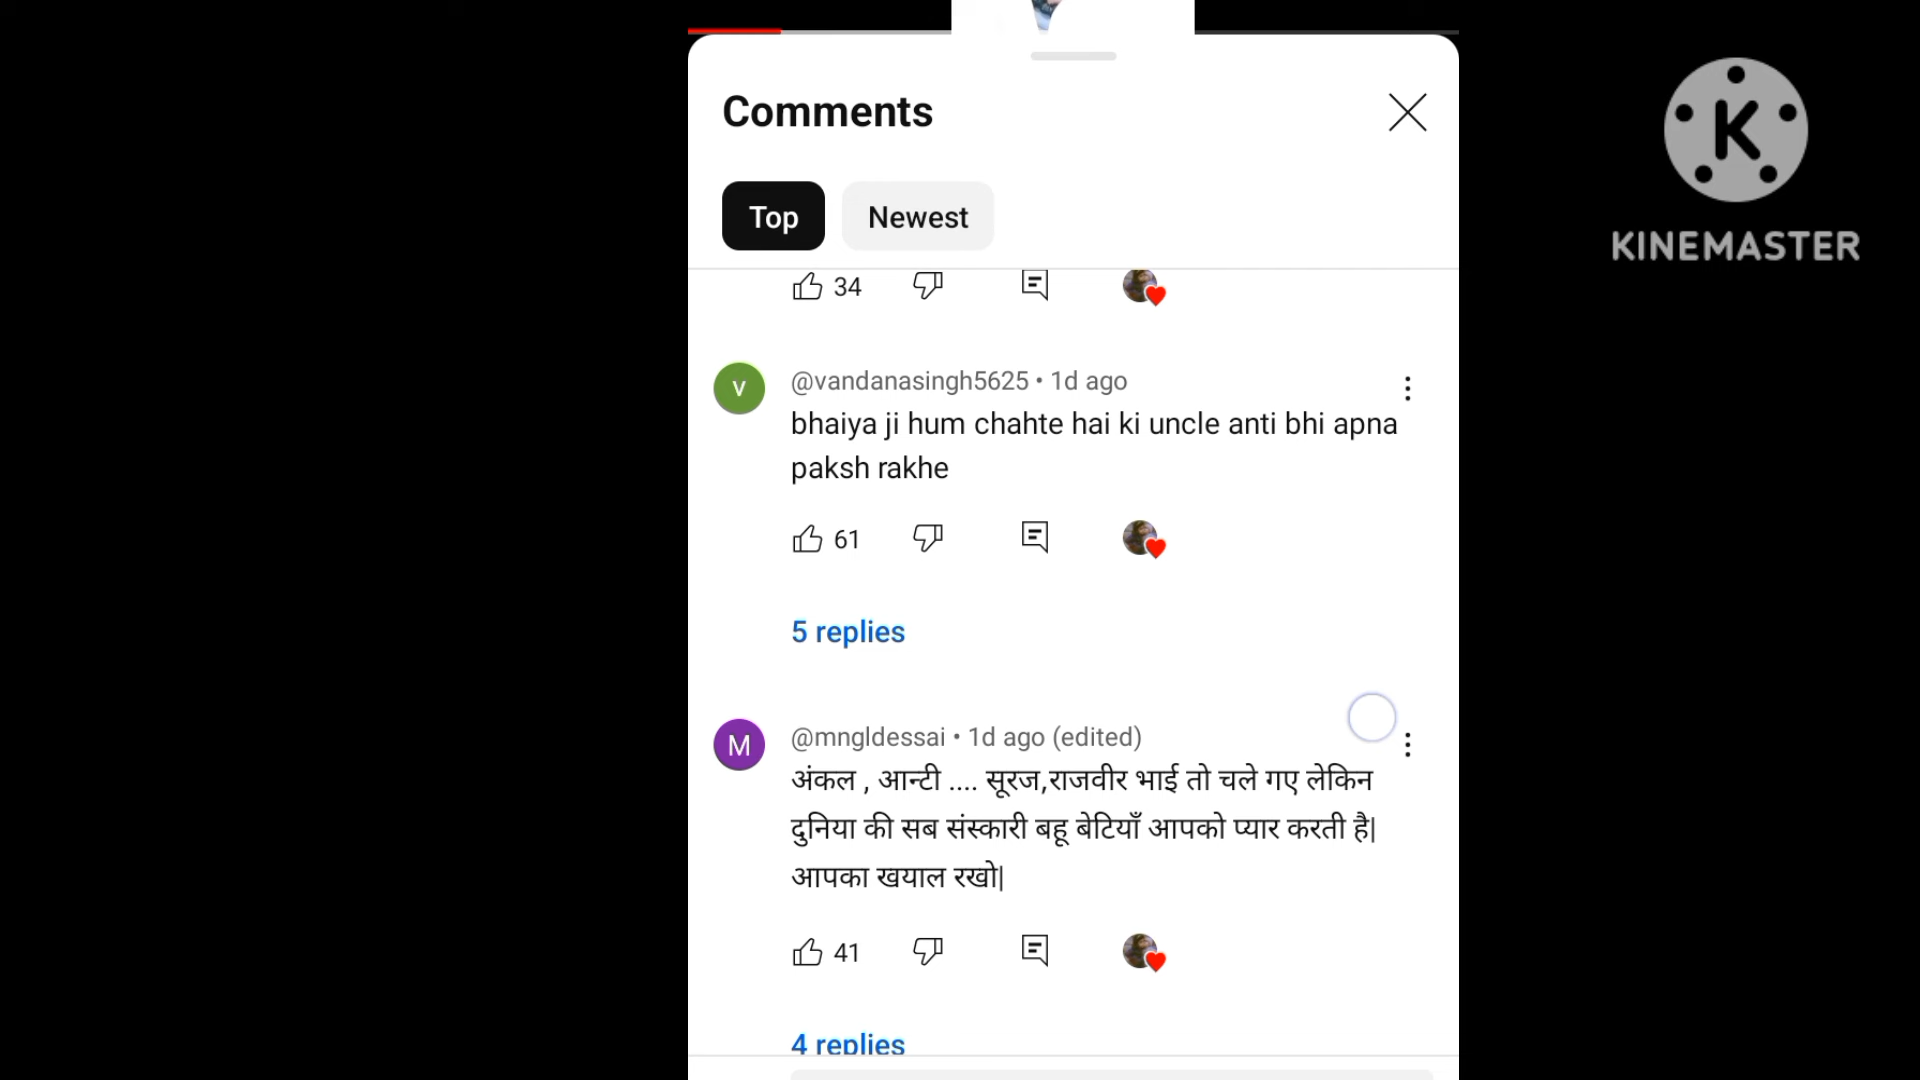 Comments
Top
Newest
34
@vandanasingh5625 • 1d ago
bhaiya ji hum chahte hai ki uncle anti bhi apna
paksh rakhe
61
5 replies
@mngldessai • 1d ago (edited)
अंकल , आन्टी .... सूरज,राजवीर भाई तो चले गए लेकिन
दुनिया की सब संस्कारी बहू बेटियाँ आपको प्यार करती है|
आपका खयाल रखो|
41
4 replies
V
M
K
KINEMASTER